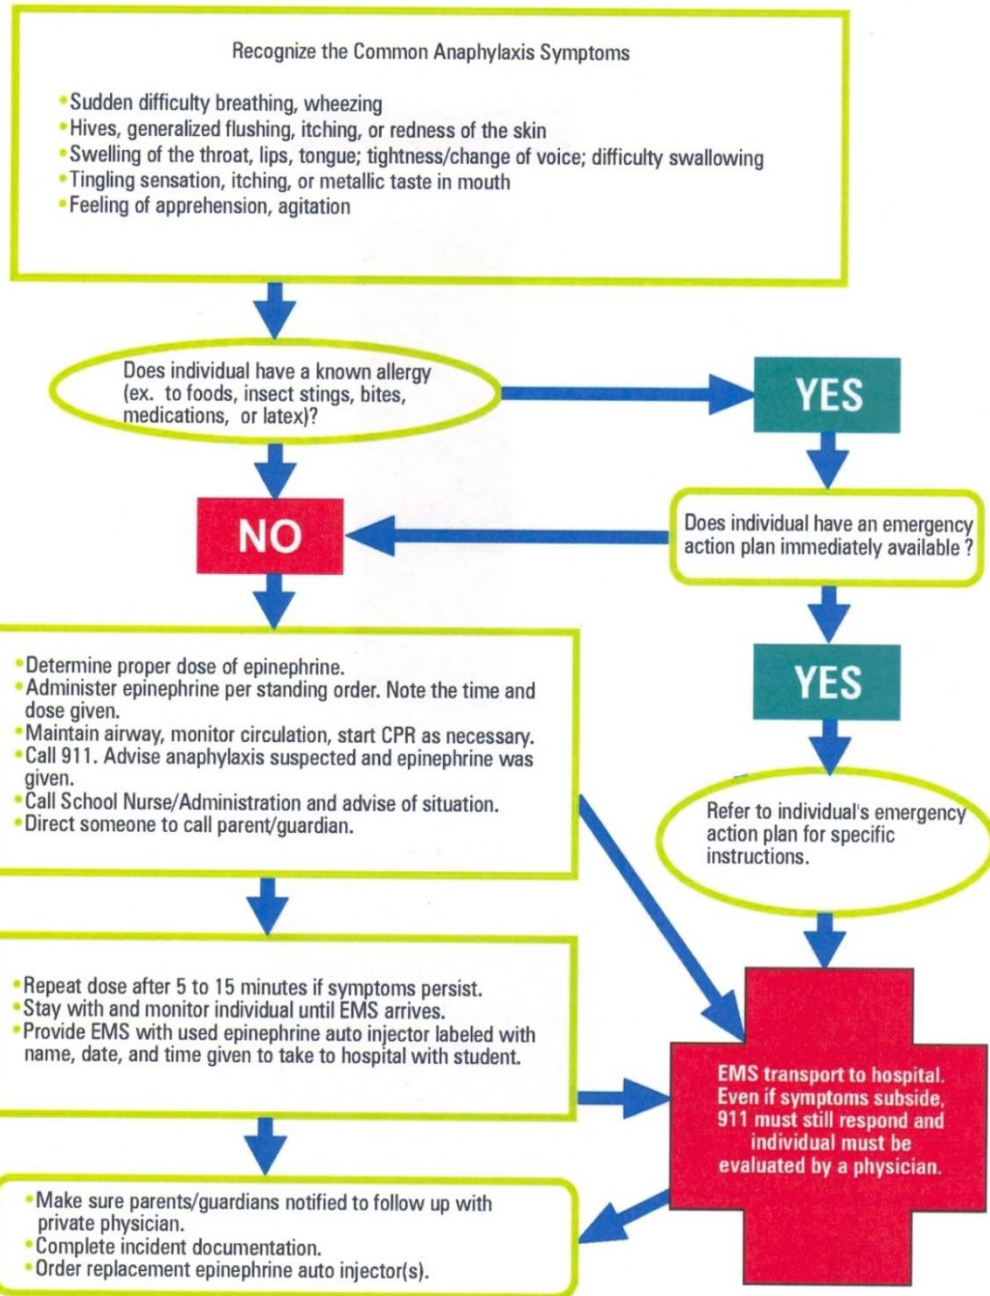 Recognize the Common Anaphylaxis Symptoms
•Sudden difficulty breathing, wheezing
•Hives, generalized flushing, itching, or redness of the skin
•Swelling of the throat, lips, tongue; tightness/change of voice; difficulty swallowing
•Tingling sensation, itching, or metallic taste in mouth
•Feeling of apprehension, agitation
Does individual have a known allergy
(ex. to foods, insect stings, bites,
medications, or latex)?
YES
NO
Does individual have an emergency
action plan immediately available ?
YES
•Determine proper dose of epinephrine.
•Administer epinephrine per standing order. Note the time and
dose given.
•Maintain airway, monitor circulation, start CPR as necessary.
•Call 911. Advise anaphylaxis suspected and epinephrine was
given.
•Call School Nurse/Administration and advise of situation.
•Direct someone to call parent/guardian.
Refer to individual's emergency
action plan for specific
instructions.
•Repeat dose after 5 to 15 minutes if symptoms persist.
•Stay with and monitor individual until EMS arrives.
•Provide EMS with used epinephrine auto injector labeled with
name, date, and time given to take to hospital with student.
EMS transport to hospital.
Even if symptoms subside,
911 must still respond and
individual must be
evaluated by a physician.
•Make sure parents/guardians notified to follow up with
private physician.
•Complete incident documentation.
•Order replacement epinephrine auto injector(s).